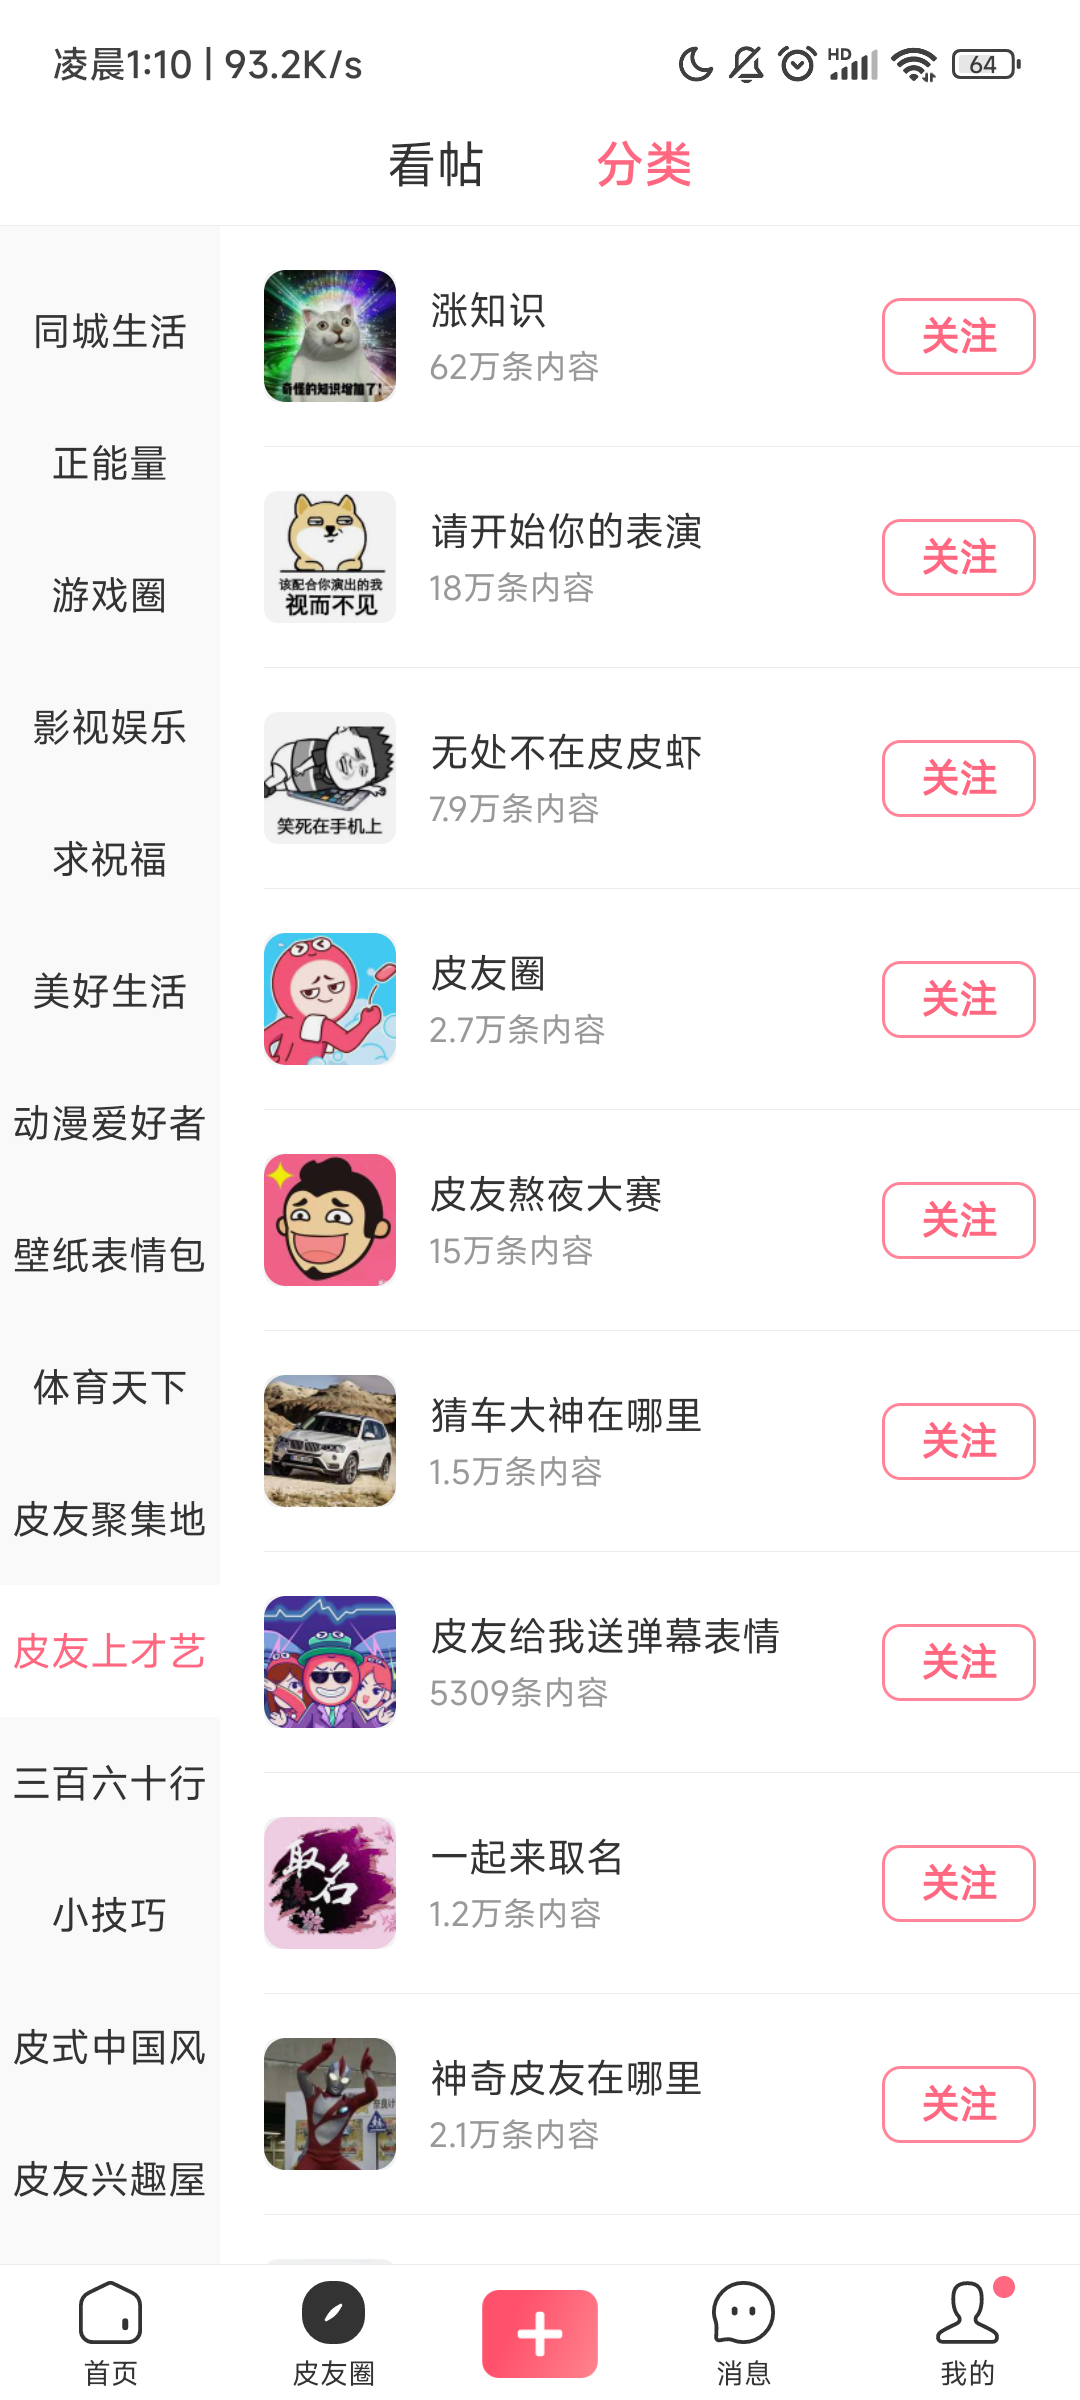 凌晨1:10 | 93.2K/s
HD
64
看帖
分类
同城生活
正能量
游戏圈
影视娱乐
求祝福
美好生活
动漫爱好者
壁纸表情包
体育天下
皮友聚集地
皮友上才艺
三百六十行
小技巧
皮式中国风
皮友兴趣屋
奇怪的知识增加了!
涨知识
62万条内容
关注
该配合你演出的我
视而不见
请开始你的表演
18万条内容
关注
笑死在手机上
无处不在皮皮虾
7.9万条内容
关注
皮友圈
2.7万条内容
关注
皮友熬夜大赛
15万条内容
关注
猜车大神在哪里
1.5万条内容
关注
皮友给我送弹幕表情
5309条内容
关注
取名
一起来取名
1.2万条内容
关注
神奇皮友在哪里
2.1万条内容
关注
首页
皮友圈
消息
我的